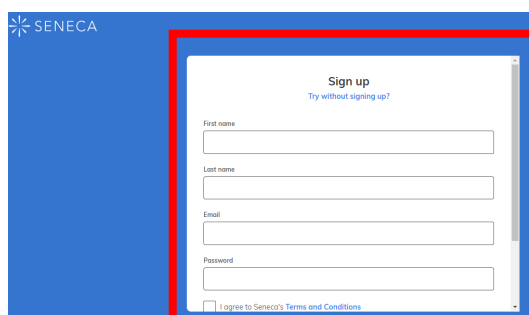 SENECA
Sign up
Try without signing up?
First name
Last name
Email
Password
I agree to Seneca's Terms and Conditions